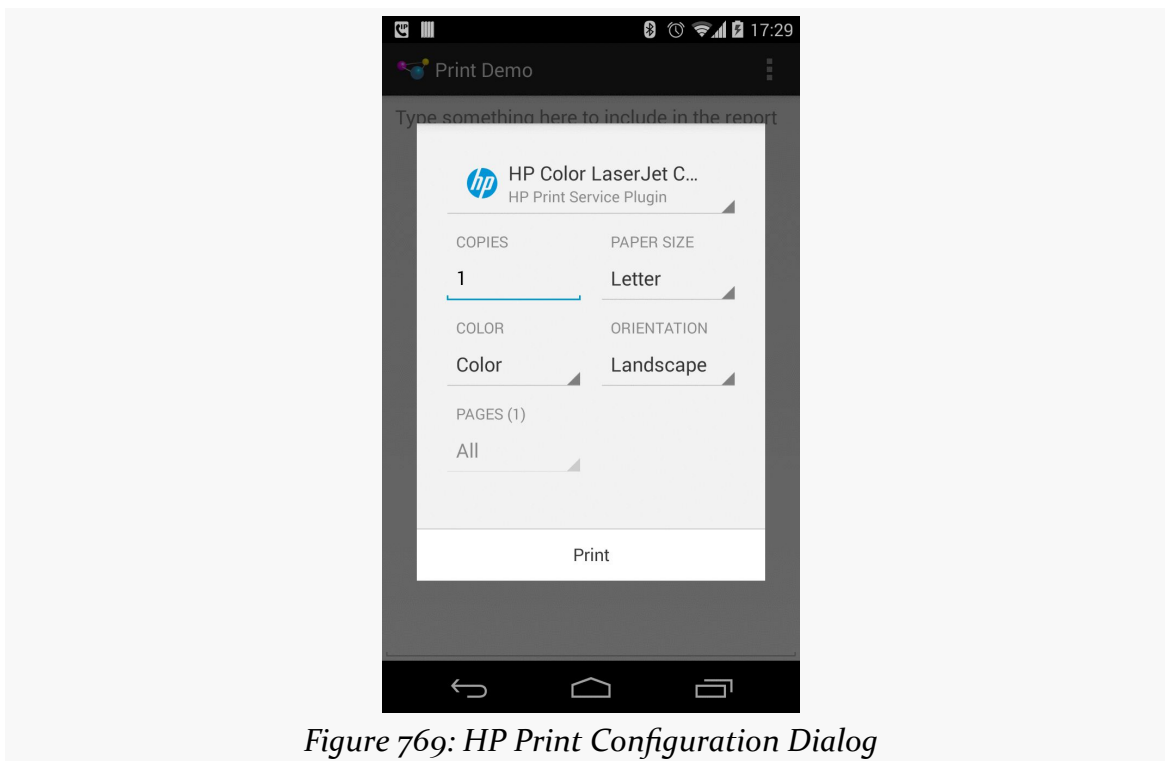 17:29
Print Demo
Type something here to include in the report
hp
HP Color LaserJet C...
HP Print Service Plugin
COPIES
PAPER SIZE
1
Letter
COLOR
ORIENTATION
Color
Landscape
PAGES (1)
All
Print
Figure 769: HP Print Configuration Dialog